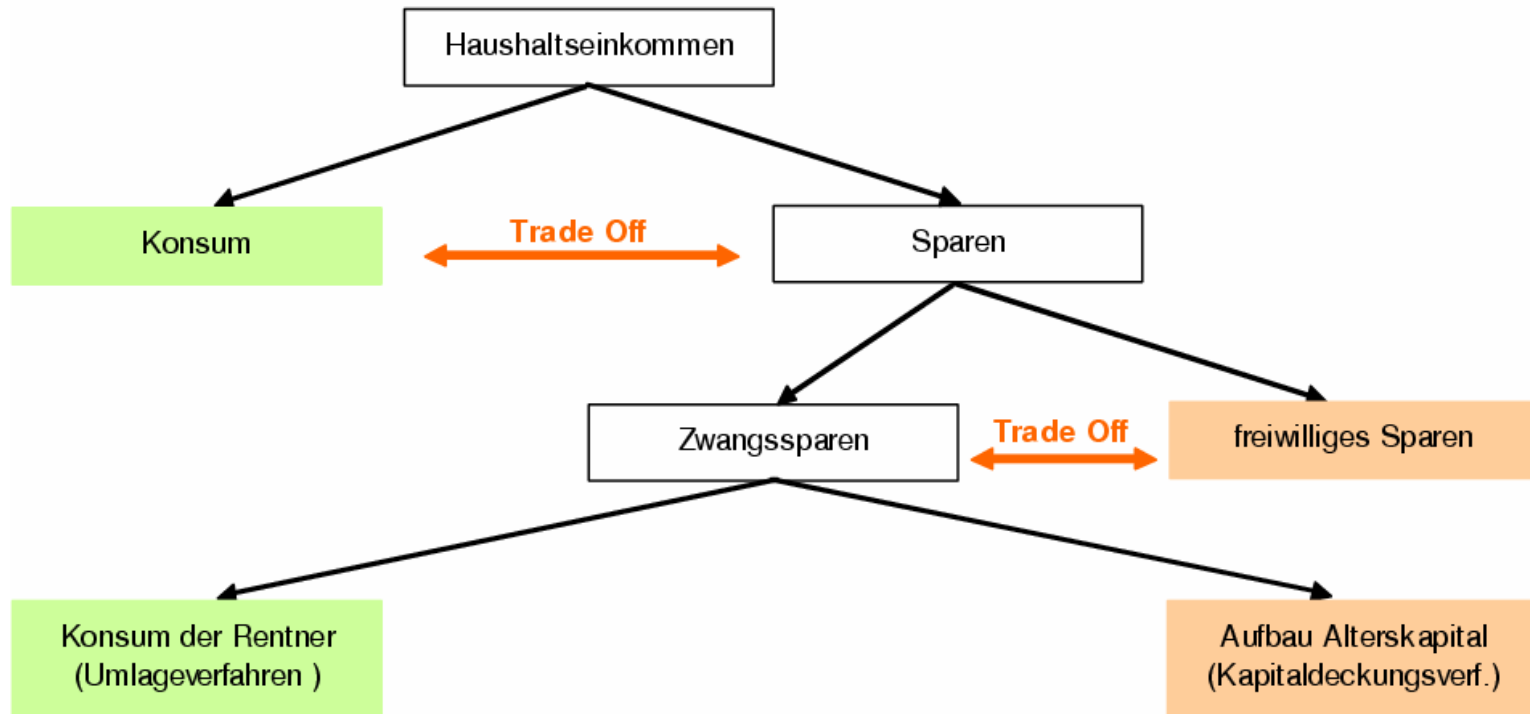 Haushaltseinkommen
Konsum
Trade Off
Sparen
Zwangssparen
Trade Off
freiwilliges Sparen
Konsum der Rentner
(Umlageverfahren )
Aufbau Alterskapital
(Kapitaldeckungsverf.)